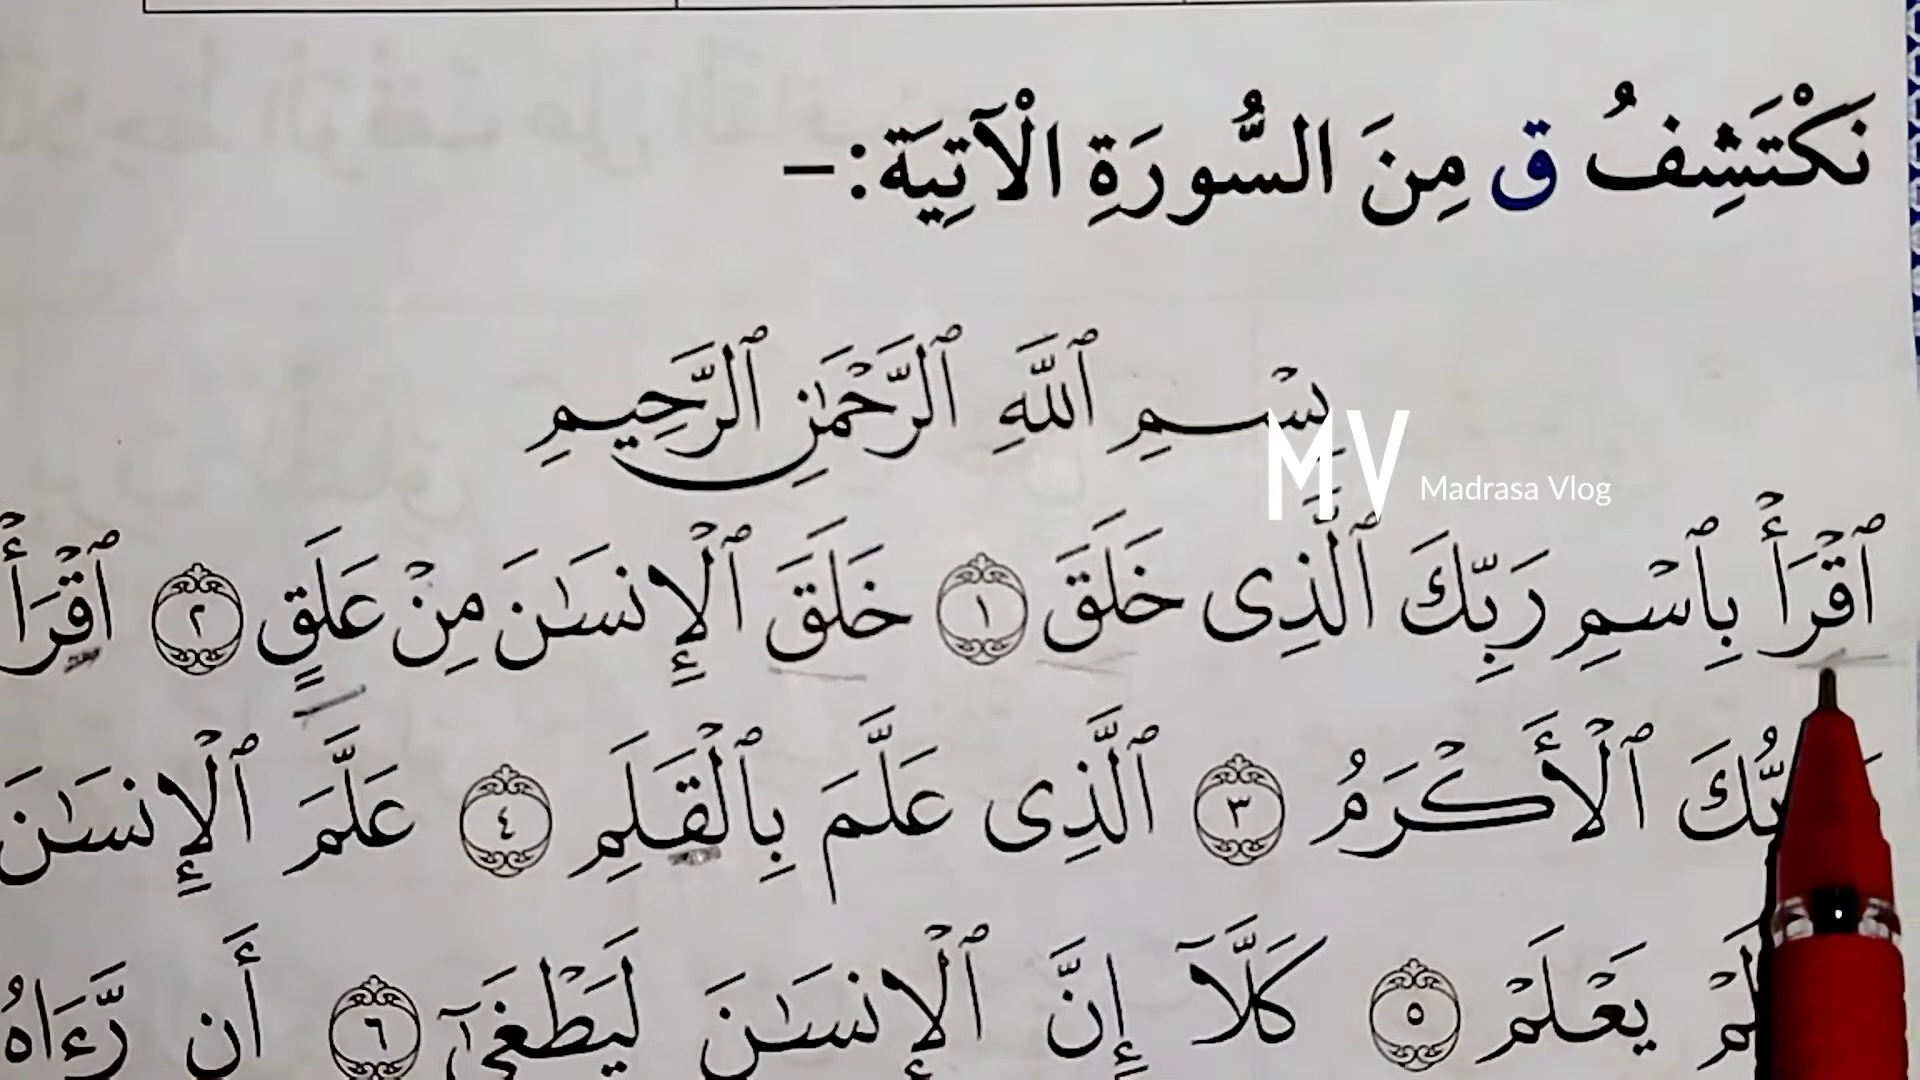 نَكْتَشِفُ ق مِنَ السُّورَةِ الْآتِيَة:-
بِسْمِ ٱللَّهِ ٱلرَّحْمَٰنِ ٱلرَّحِيمِ
MV Madrasa Vlog
ٱقْرَأْ بِٱسْمِ رَبِّكَ ٱلَّذِى خَلَقَ ١ خَلَقَ ٱلْإِنسَٰنَ مِنْ عَلَقٍ ٢ ٱقْرَأْ
ٱلْأَكْرَمُ ٣ ٱلَّذِى عَلَّمَ بِٱلْقَلَمِ ٤ عَلَّمَ ٱلْإِنسَٰنَ
لَمْ يَعْلَمْ ٥ كَلَّآ إِنَّ ٱلْإِنسَٰنَ لَيَطْغَىٰٓ ٦ أَن رَّءَاهُ